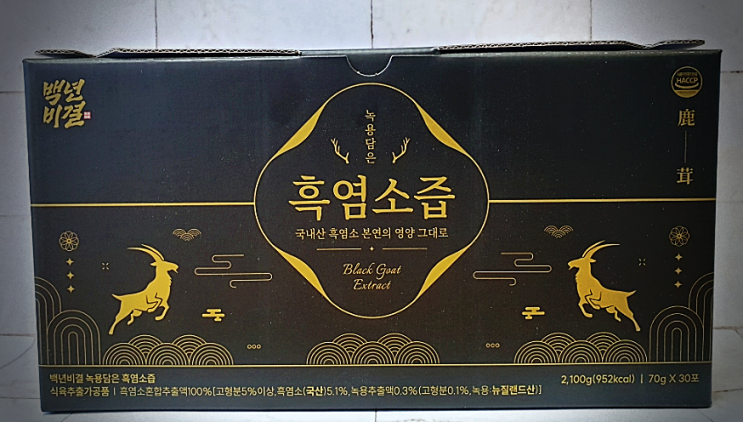 백년
비결
HACCP
鹿
茸
녹용담은
흑염소즙
국내산 흑염소 본연의 영양 그대로
Black Goat
Extract
백년비결 녹용담은 흑염소즙
식육추출가공품 | 흑염소혼합추출액100%[고형분5%이상,흑염소(국산)5.1%,녹용추출액0.3%(고형분0.1%,녹용:뉴질랜드산)]
2,100g(952kcal) | 70g X 30포